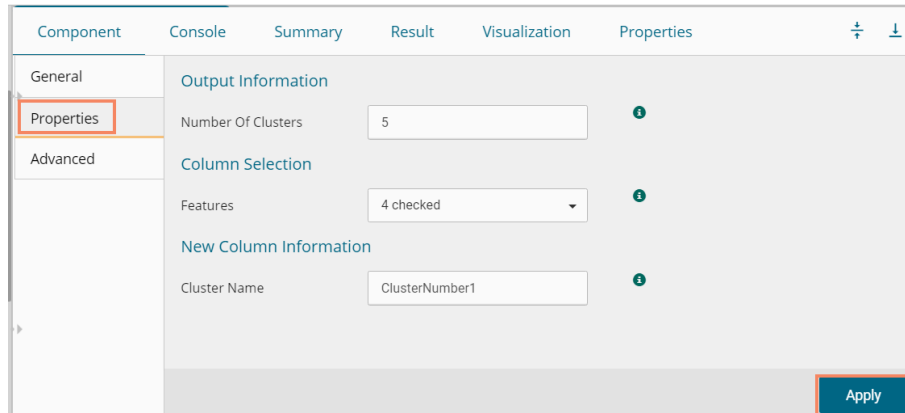 Component Console Summary Result Visualization Properties
General
Properties
Advanced
Output Information
Number Of Clusters 5
Column Selection
Features 4 checked
New Column Information
Cluster Name ClusterNumber1
Apply